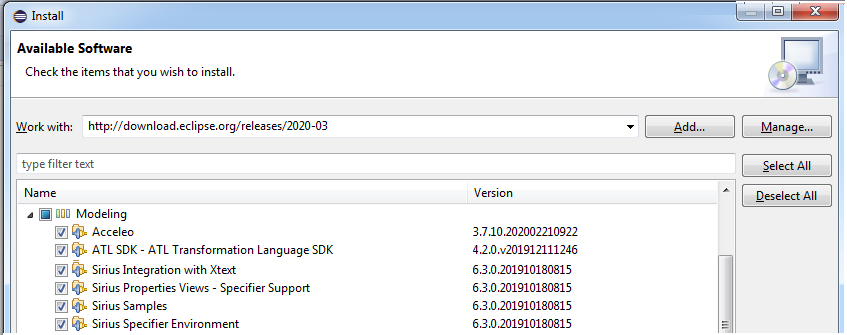 Install
Available Software
Check the items that you wish to install.
Work with: http://download.eclipse.org/releases/2020-03 Add... Manage...
type filter text Select All
Name Version Deselect All
Modeling
Acceleo 3.7.10.202002210922
ATL SDK - ATL Transformation Language SDK 4.2.0.v201912111246
Sirius Integration with Xtext 6.3.0.201910180815
Sirius Properties Views - Specifier Support 6.3.0.201910180815
Sirius Samples 6.3.0.201910180815
Sirius Specifier Environment 6.3.0.201910180815